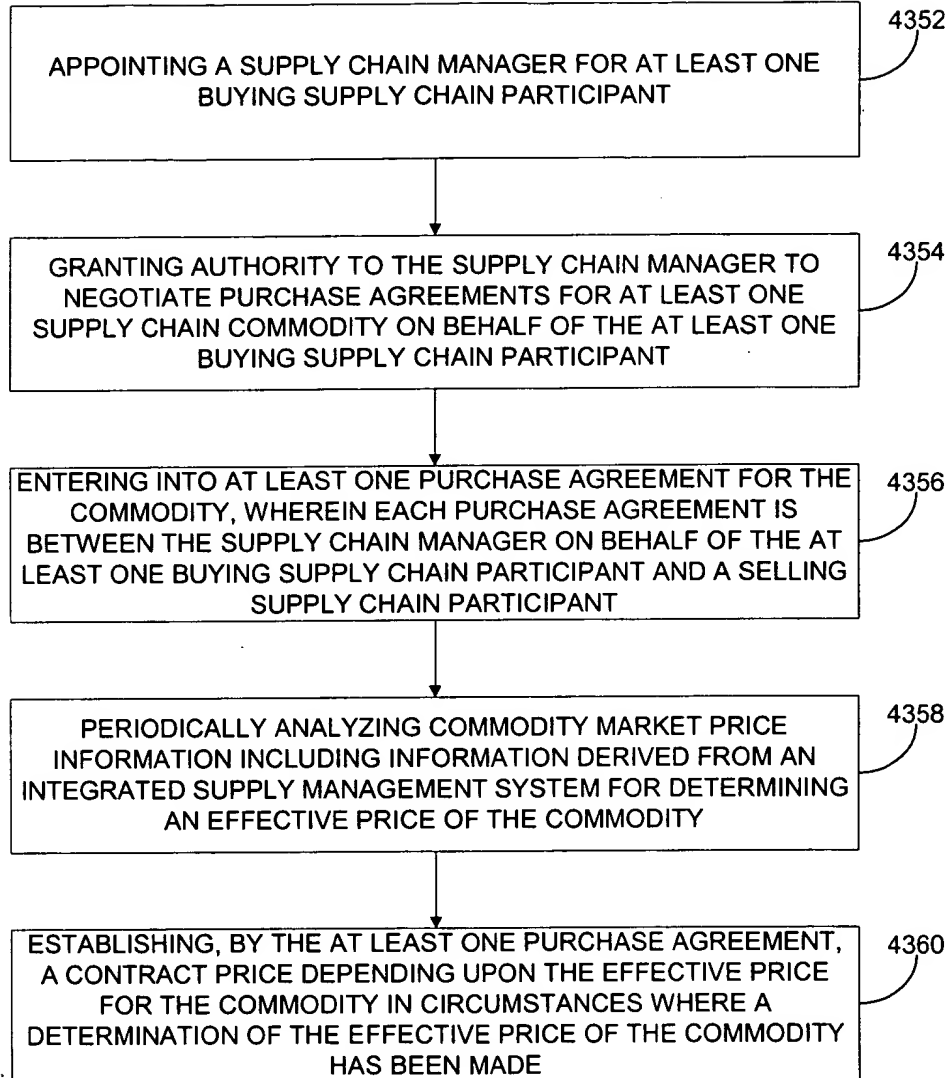 4352
APPOINTING A SUPPLY CHAIN MANAGER FOR AT LEAST ONE
BUYING SUPPLY CHAIN PARTICIPANT
4354
GRANTING AUTHORITY TO THE SUPPLY CHAIN MANAGER TO
NEGOTIATE PURCHASE AGREEMENTS FOR AT LEAST ONE
SUPPLY CHAIN COMMODITY ON BEHALF OF THE AT LEAST ONE
BUYING SUPPLY CHAIN PARTICIPANT
4356
ENTERING INTO AT LEAST ONE PURCHASE AGREEMENT FOR THE
COMMODITY, WHEREIN EACH PURCHASE AGREEMENT IS
BETWEEN THE SUPPLY CHAIN MANAGER ON BEHALF OF THE AT
LEAST ONE BUYING SUPPLY CHAIN PARTICIPANT AND A SELLING
SUPPLY CHAIN PARTICIPANT
4358
PERIODICALLY ANALYZING COMMODITY MARKET PRICE
INFORMATION INCLUDING INFORMATION DERIVED FROM AN
INTEGRATED SUPPLY MANAGEMENT SYSTEM FOR DETERMINING
AN EFFECTIVE PRICE OF THE COMMODITY
4360
ESTABLISHING, BY THE AT LEAST ONE PURCHASE AGREEMENT,
A CONTRACT PRICE DEPENDING UPON THE EFFECTIVE PRICE
FOR THE COMMODITY IN CIRCUMSTANCES WHERE A
DETERMINATION OF THE EFFECTIVE PRICE OF THE COMMODITY
HAS BEEN MADE